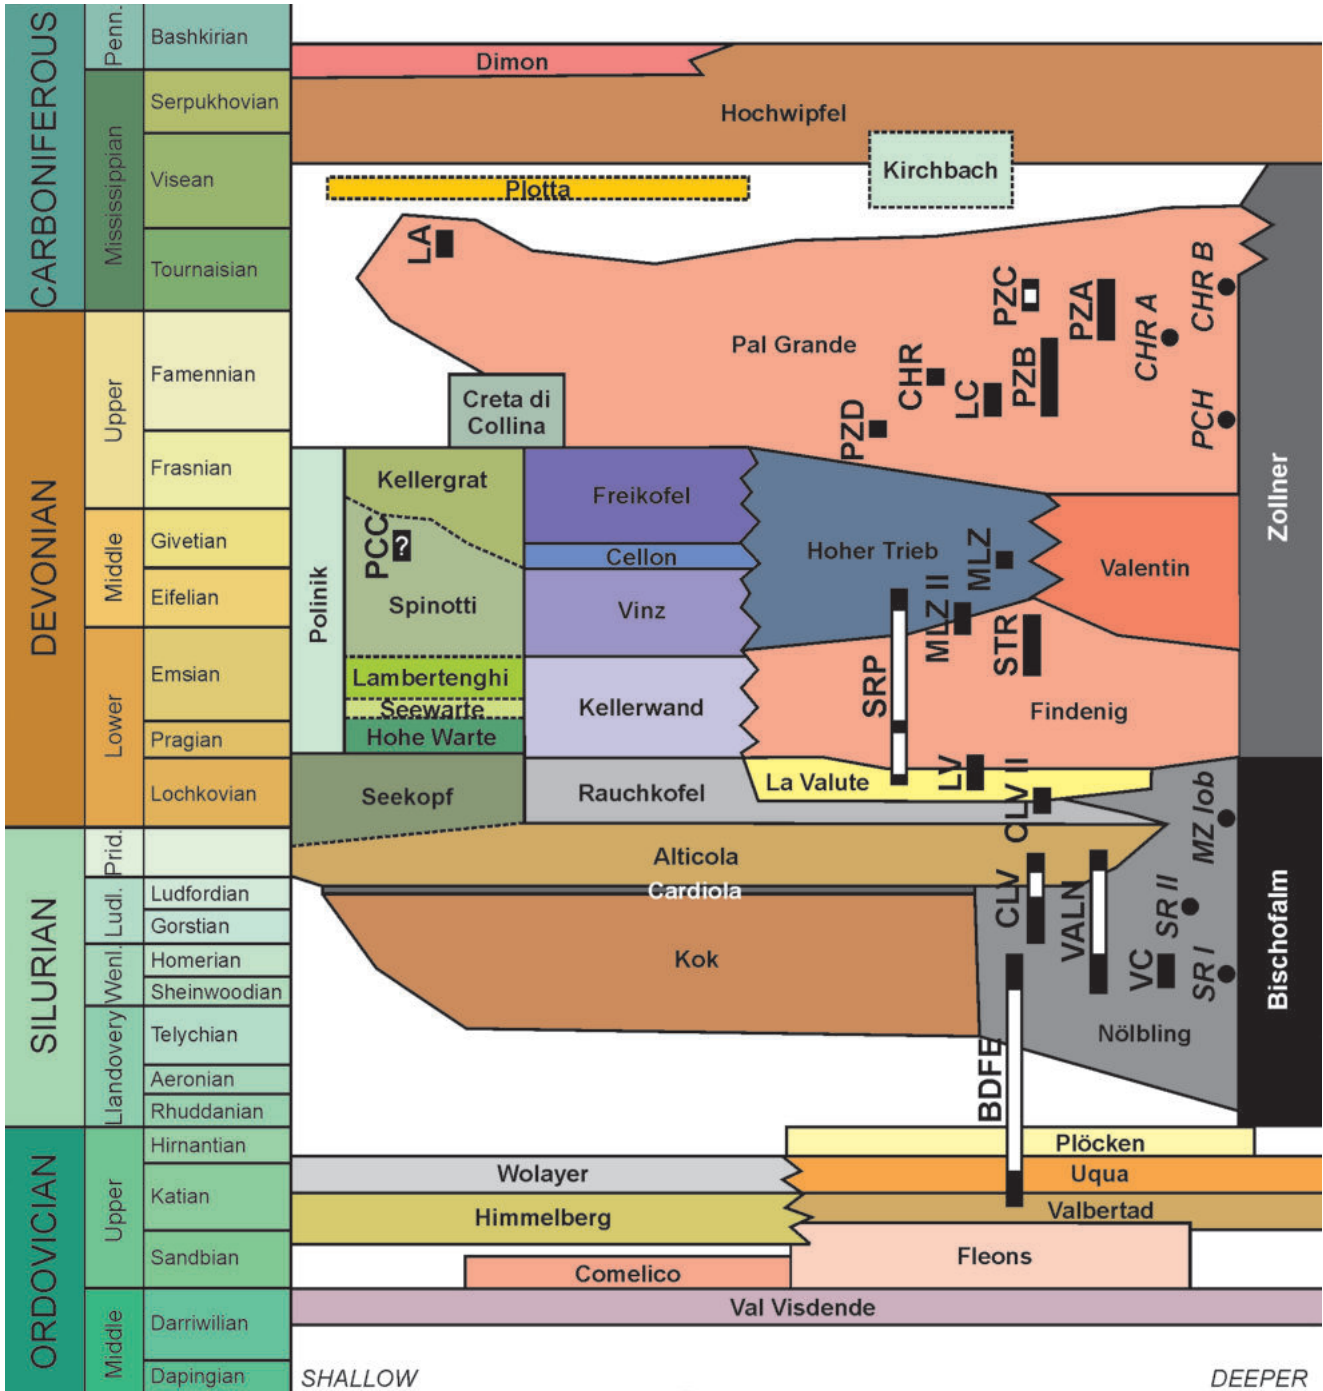 CARBONIFEROUS
DEVONIAN
SILURIAN
ORDOVICIAN
Penn.
Mississippian
Upper
Middle
Lower
Prid.
Ludl.
Wenl.
Llandovery
Upper
Middle
Bashkirian
Serpukhovian
Visean
Tournaisian
Famennian
Frasnian
Givetian
Eifelian
Emsian
Pragian
Lochkovian
Ludfordian
Gorstian
Homerian
Sheinwoodian
Telychian
Aeronian
Rhuddanian
Hirnantian
Katian
Sandbian
Darriwilian
Dapingian
Dimon
Hochwipfel
Kirchbach
Plotta
LA
PZC
PZA
CHR A
CHR B
Pal Grande
CHR
LC
PZB
PZD
PCH
Creta di
Collina
Zollner
Polinik
Kellergrat
PCC
?
Spinotti
Lambertenghi
Seewarte
Hohe Warte
Freikofel
Cellon
Vinz
Kellerwand
Hoher Trieb
MLZ
MLZ II
Valentin
STR
SRP
Findenig
Seekopf
Rauchkofel
La Valute
LV
CLV II
MZ lob
Alticola
Cardiola
Kok
CLV
VALN
VC
SR II
SR I
Nölbling
BDFE
Bischofalm
Plöcken
Wolayer
Uqua
Himmelberg
Valbertad
Comelico
Fleons
Val Visdende
SHALLOW
DEEPER